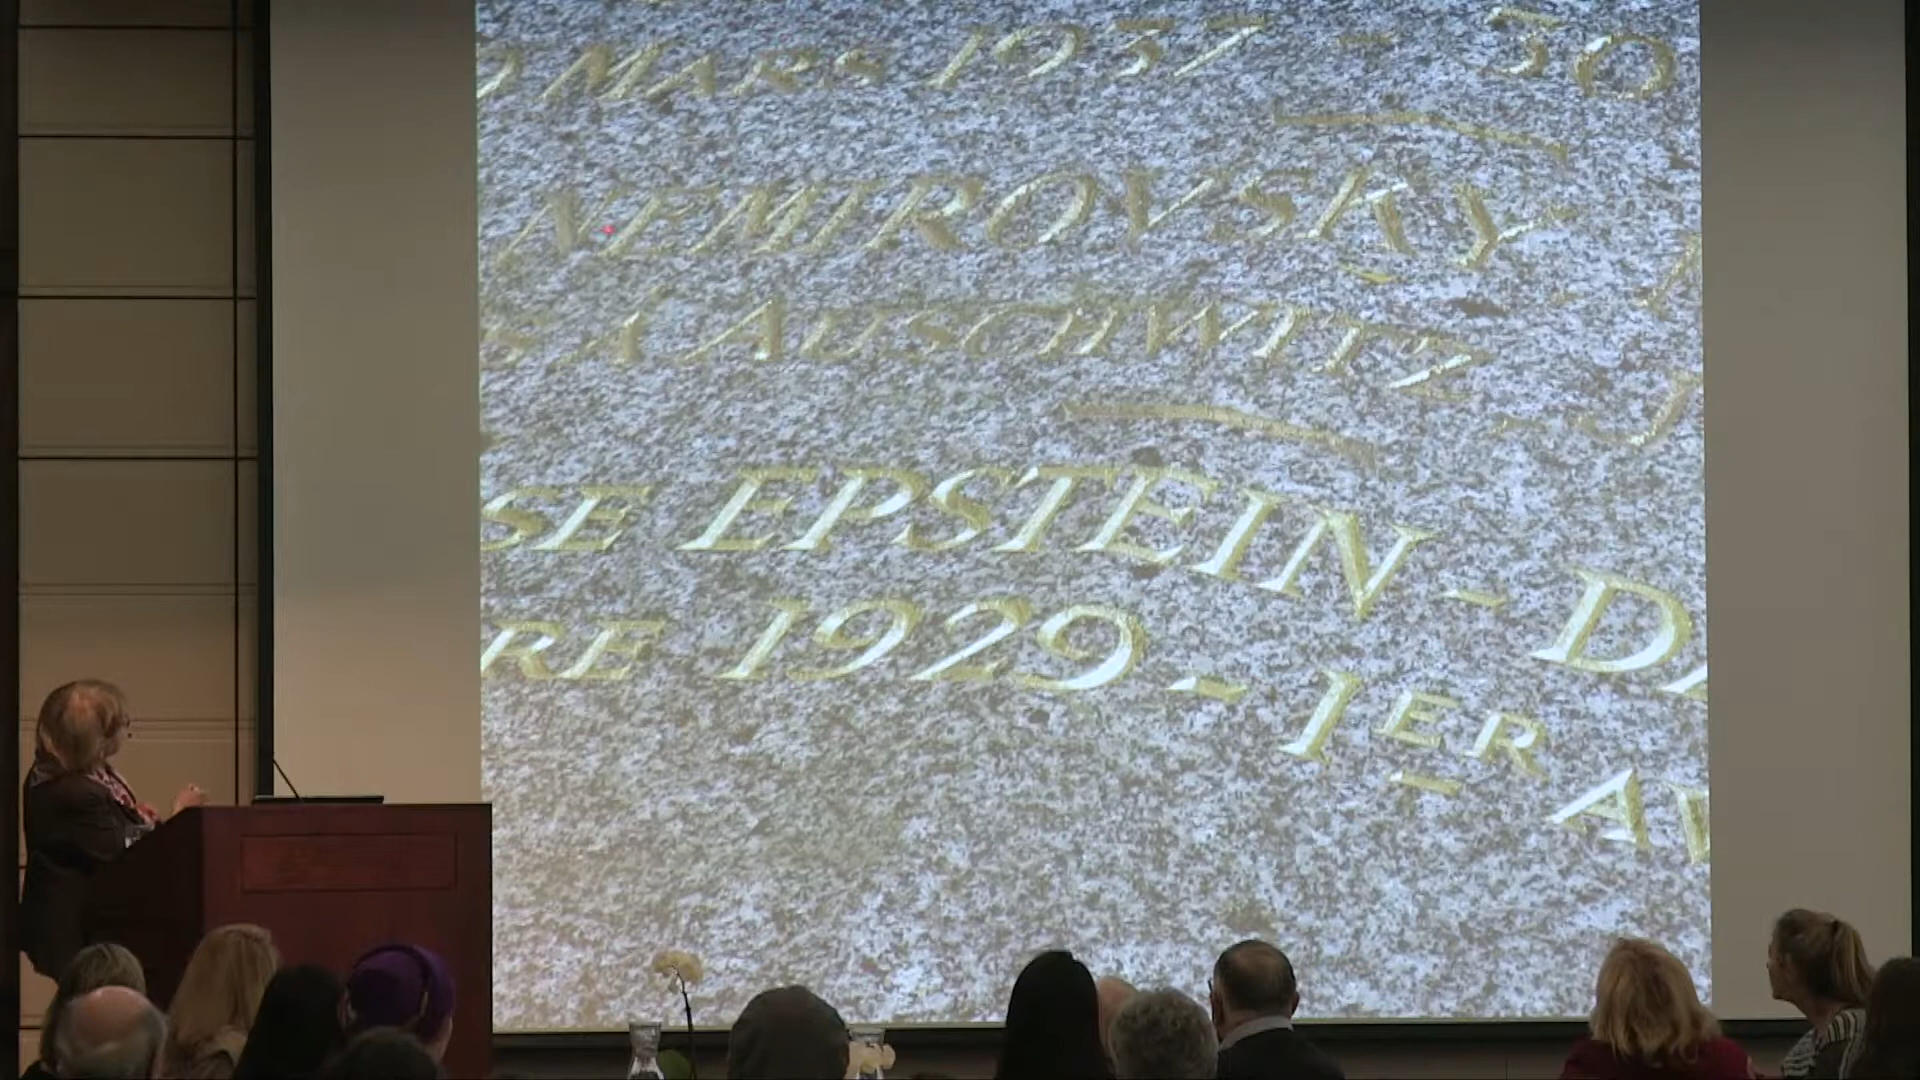 MARS 1937 - 30
NEMIROVSKY
A AUSCHWITZ
SE EPSTEIN - D
RE 1929 - 1ER AV